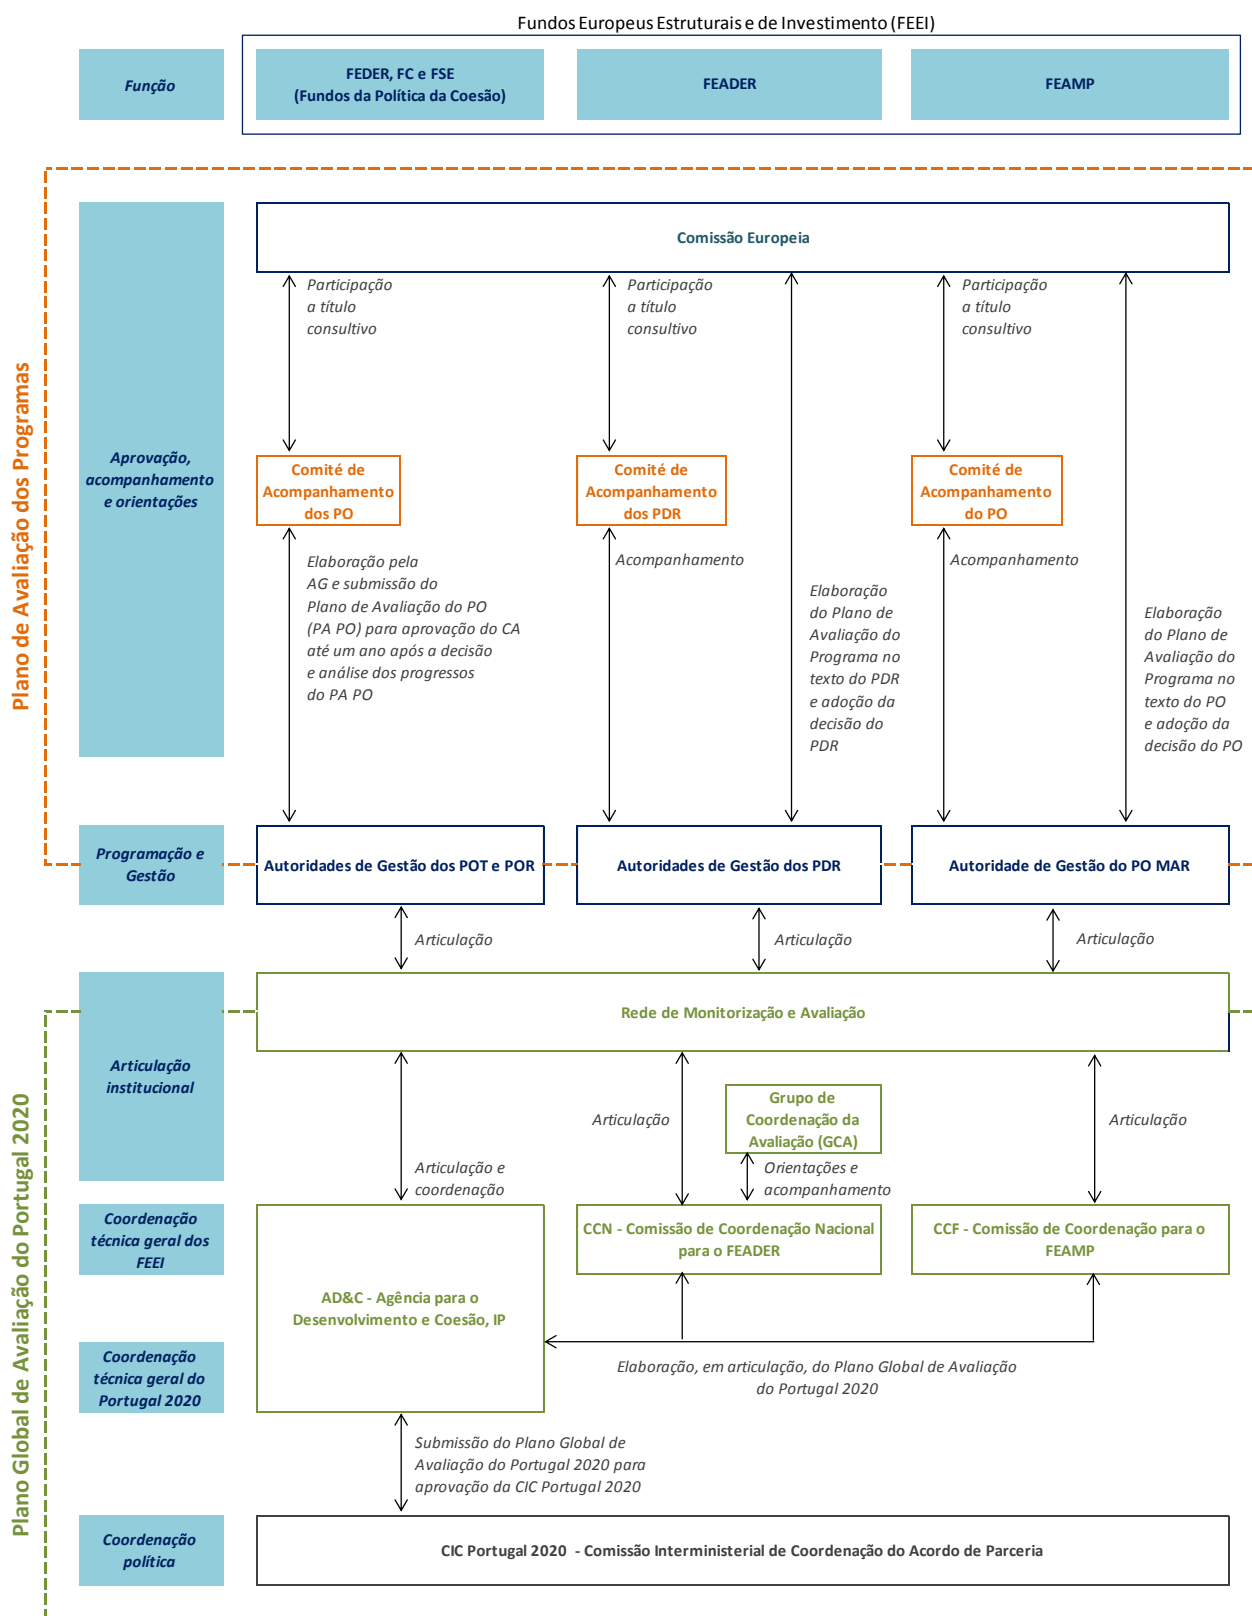 Fundos Europeus Estruturais e de Investimento (FEEI)
Função
FEDER, FC e FSE
(Fundos da Política da Coesão)
FEADER
FEAMP
Plano de Avaliação dos Programas
Aprovação,
acompanhamento
e orientações
Comissão Europeia
Participação
a título
consultivo
Participação
a título
consultivo
Participação
a título
consultivo
Comité de
Acompanhamento
dos PO
Comité de
Acompanhamento
dos PDR
Comité de
Acompanhamento
do PO
Elaboração pela
AG e submissão do
Plano de Avaliação do PO
(PA PO) para aprovação do CA
até um ano após a decisão
e análise dos progressos
do PA PO
Acompanhamento
Elaboração
do Plano de
Avaliação do
Programa no
texto do PDR
e adoção da
decisão do
PDR
Acompanhamento
Elaboração
do Plano de
Avaliação do
Programa no
texto do PO
e adoção da
decisão do PO
Programação e
Gestão
Autoridades de Gestão dos POT e POR
Autoridades de Gestão dos PDR
Autoridade de Gestão do PO MAR
Articulação
Articulação
Articulação
Plano Global de Avaliação do Portugal 2020
Articulação
institucional
Rede de Monitorização e Avaliação
Articulação e
coordenação
Articulação
Grupo de
Coordenação da
Avaliação (GCA)
Orientações e
acompanhamento
Articulação
Coordenação
técnica geral dos
FEEI
AD&C - Agência para o
Desenvolvimento e Coesão, IP
CCN - Comissão de Coordenação Nacional
para o FEADER
CCF - Comissão de Coordenação para o
FEAMP
Coordenação
técnica geral do
Portugal 2020
Elaboração, em articulação, do Plano Global de Avaliação
do Portugal 2020
Submissão do Plano Global de
Avaliação do Portugal 2020 para
aprovação da CIC Portugal 2020
Coordenação
política
CIC Portugal 2020 - Comissão Interministerial de Coordenação do Acordo de Parceria